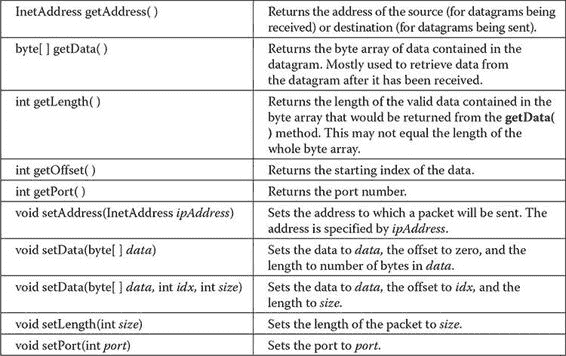 InetAddress getAddress( )
Returns the address of the source (for datagrams being
received) or destination (for datagrams being sent).
byte[ ] getData( )
Returns the byte array of data contained in the
datagram. Mostly used to retrieve data from
the datagram after it has been received.
int getLength( )
Returns the length of the valid data contained in the
byte array that would be returned from the getData(
) method. This may not equal the length of the
whole byte array.
int getOffset( )
Returns the starting index of the data.
int getPort( )
Returns the port number.
void setAddress(InetAddress ipAddress)
Sets the address to which a packet will be sent. The
address is specified by ipAddress.
void setData(byte[ ] data)
Sets the data to data, the offset to zero, and the
length to number of bytes in data.
void setData(byte[ ] data, int idx, int size)
Sets the data to data, the offset to idx, and the
length to size.
void setLength(int size)
Sets the length of the packet to size.
void setPort(int port)
Sets the port to port.